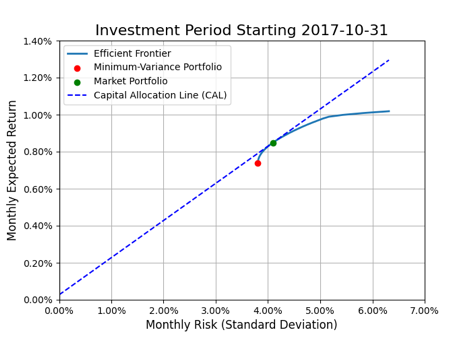 Investment Period Starting 2017-10-31
1.40%
1.20%
1.00%
0.80%
0.60%
0.40%
0.20%
0.00%
Monthly Expected Return
Efficient Frontier
Minimum-Variance Portfolio
Market Portfolio
Capital Allocation Line (CAL)
0.00% 1.00% 2.00% 3.00% 4.00% 5.00% 6.00% 7.00%
Monthly Risk (Standard Deviation)